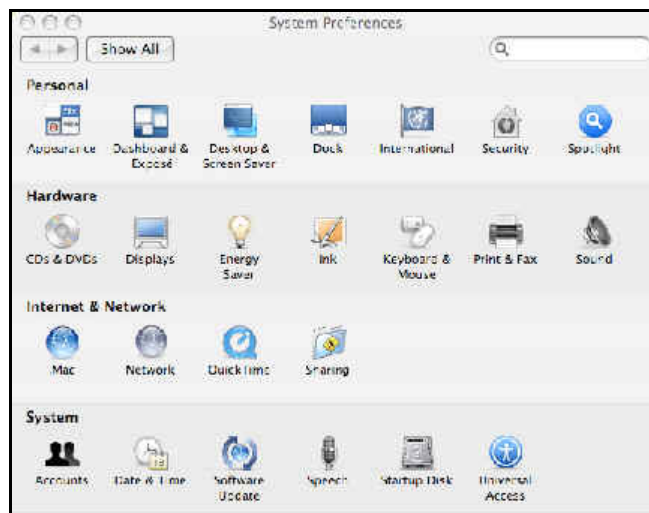 System Preferences
Show All
Personal
Appearance
Dashboard &
Exposé
Desktop &
Screen Saver
Dock
International
Security
Spotlight
Hardware
CDs & DVDs
Displays
Energy
Saver
Ink
Keyboard &
Mouse
Print & Fax
Sound
Internet & Network
Mac
Network
QuickTime
Sharing
System
Accounts
Date & Time
Software
Update
Speech
Startup Disk
Universal
Access